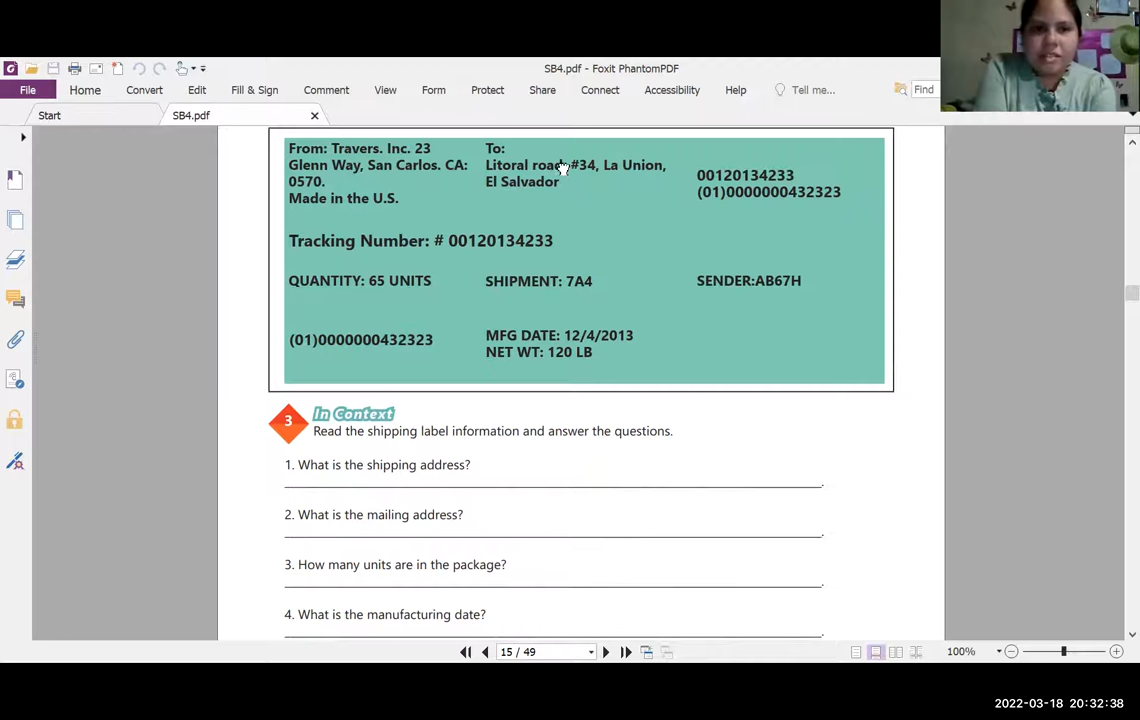 SB4.pdf - Foxit PhantomPDF
File Home Convert Edit Fill & Sign Comment View Form Protect Share Connect Accessibility Help Tell me... Find
Start SB4.pdf
From: Travers. Inc. 23
Glenn Way, San Carlos. CA:
0570.
Made in the U.S.
To:
Litoral road #34, La Union,
El Salvador
00120134233
(01)0000000432323
Tracking Number: # 00120134233
QUANTITY: 65 UNITS
SHIPMENT: 7A4
SENDER:AB67H
(01)0000000432323
MFG DATE: 12/4/2013
NET WT: 120 LB
3 In Context
Read the shipping label information and answer the questions.
1. What is the shipping address?
2. What is the mailing address?
3. How many units are in the package?
4. What is the manufacturing date?
15 / 49
100%
2022-03-18 20:32:38